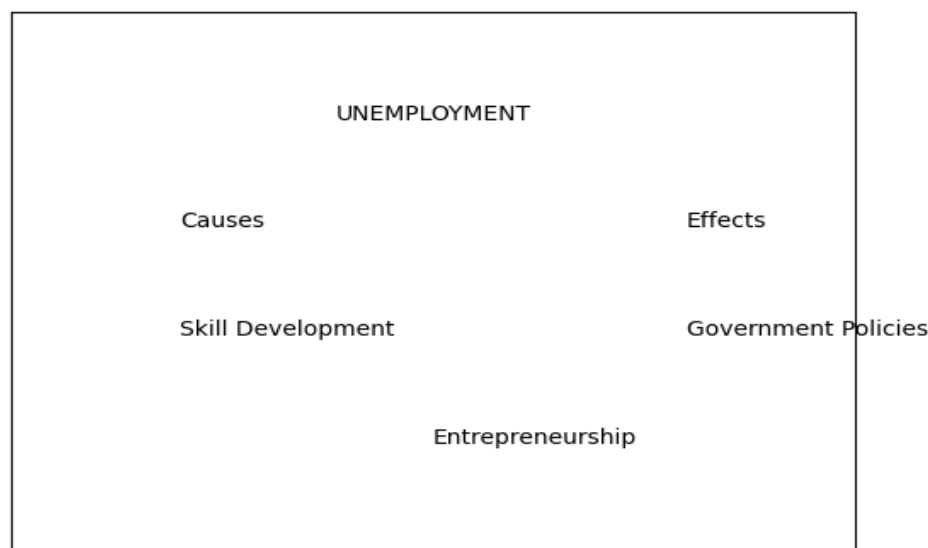 UNEMPLOYMENT
Causes
Effects
Skill Development
Government Policies
Entrepreneurship